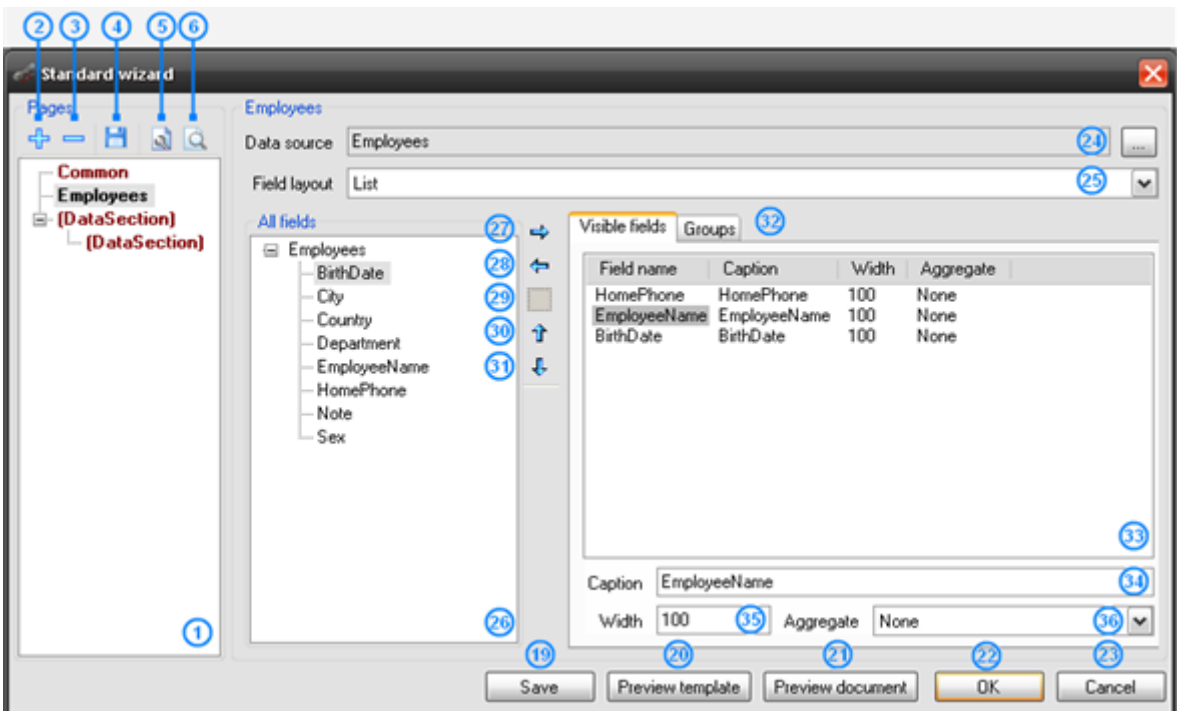 2 3 4 5 6
Standard wizard
Pages
Common
Employees
(DataSection)
(DataSection)
1
Employees
Data source Employees 24 ...
Field layout List 25
All fields
Employees
BirthDate
City
Country
Department
EmployeeName
HomePhone
Note
Sex
26
27
28
29
30
31
Visible fields Groups 32
Field name Caption Width Aggregate
HomePhone HomePhone 100 None
EmployeeName EmployeeName 100 None
BirthDate BirthDate 100 None
33
Caption EmployeeName 34
Width 100 35 Aggregate None 36
19 20 21 22 23
Save Preview template Preview document OK Cancel